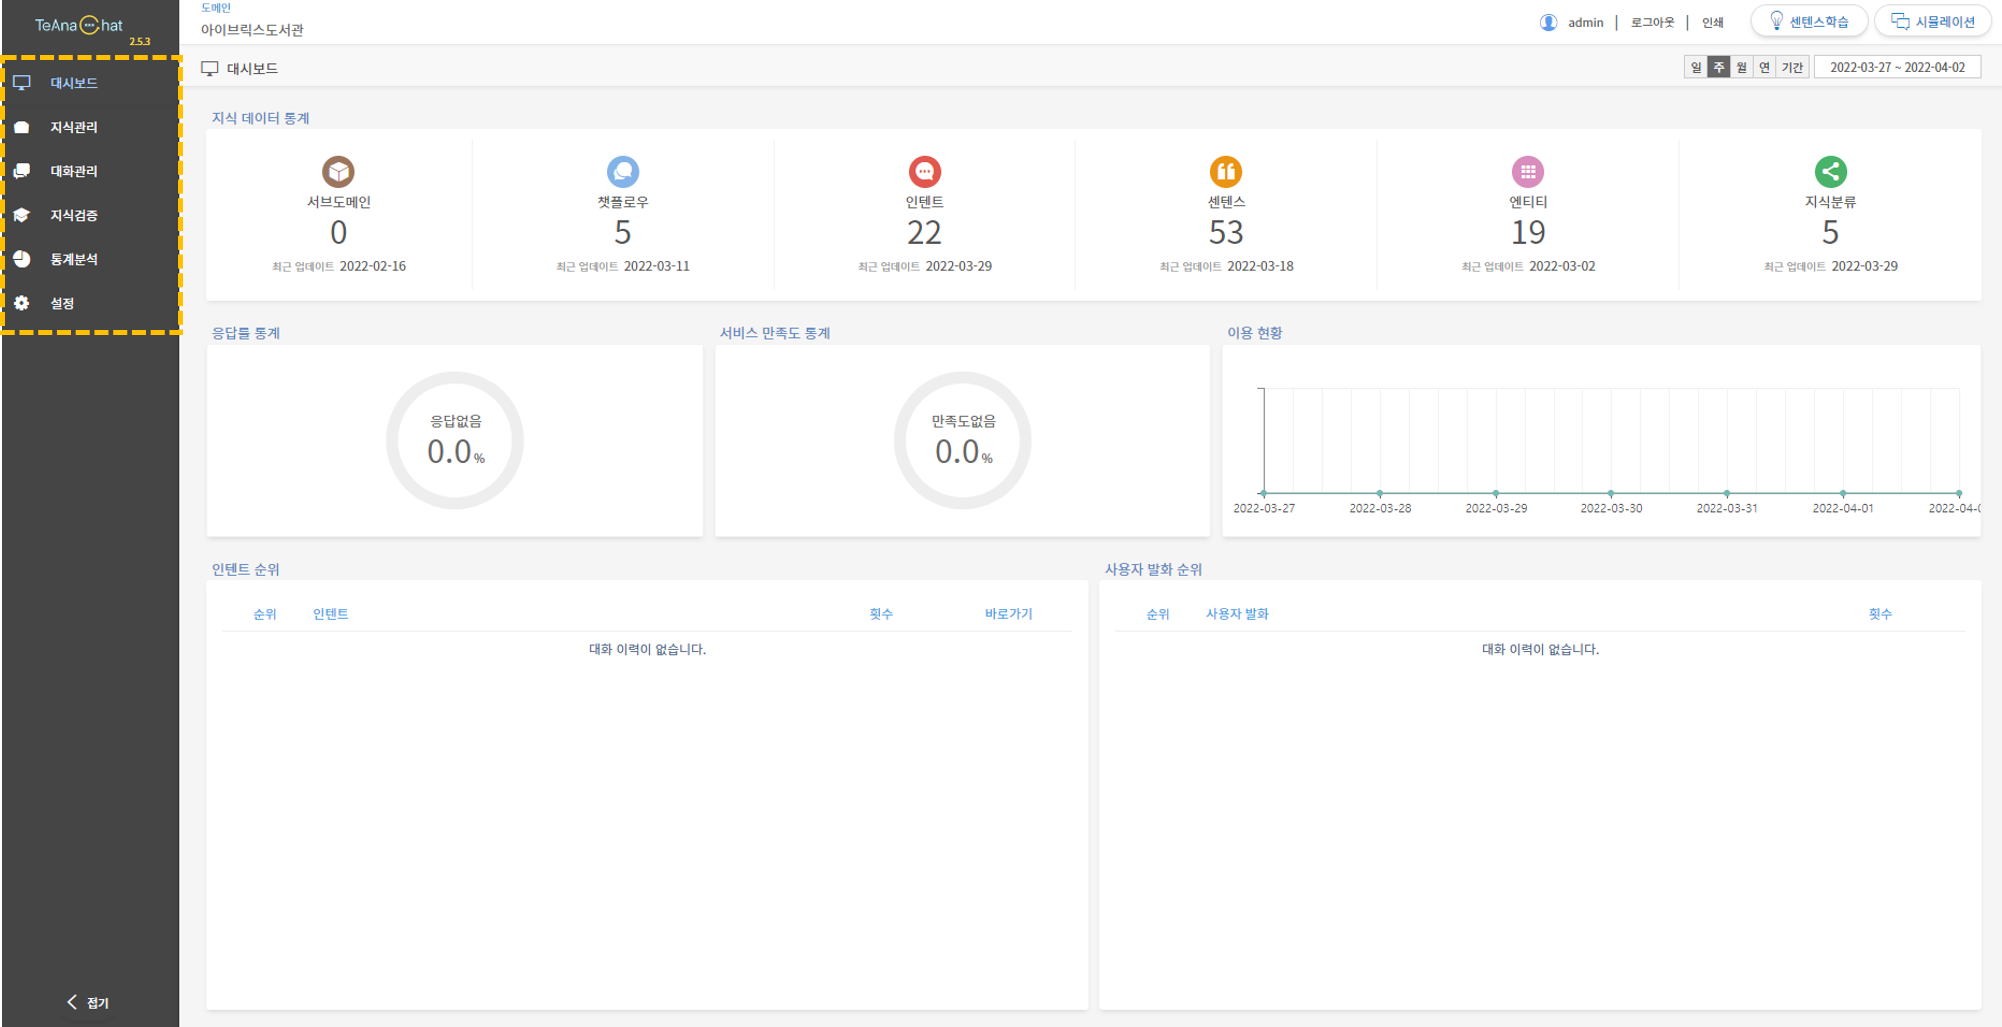 TeAna Chat
2.5.3
도메인
아이브릭스도서관
admin | 로그아웃 | 인쇄
센텐스학습
시뮬레이션
대시보드
지식관리
대화관리
지식검증
통계분석
설정
접기
대시보드
일 주 월 연 기간
2022-03-27 ~ 2022-04-02
지식 데이터 통계
서브도메인
0
최근 업데이트 2022-02-16
챗플로우
5
최근 업데이트 2022-03-11
인텐트
22
최근 업데이트 2022-03-29
센텐스
53
최근 업데이트 2022-03-18
엔티티
19
최근 업데이트 2022-03-02
지식분류
5
최근 업데이트 2022-03-29
응답률 통계
응답없음
0.0 %
서비스 만족도 통계
만족도없음
0.0 %
이용 현황
2022-03-27 2022-03-28 2022-03-29 2022-03-30 2022-03-31 2022-04-01 2022-04-0
인텐트 순위
순위 인텐트 횟수 바로가기
대화 이력이 없습니다.
사용자 발화 순위
순위 사용자 발화 횟수
대화 이력이 없습니다.